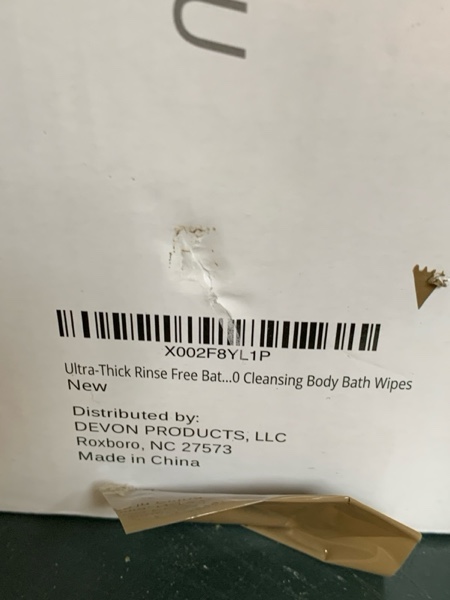 X002F8YL1P
Ultra-Thick Rinse Free Bat...0 Cleansing Body Bath Wipes
New
Distributed by:
DEVON PRODUCTS, LLC
Roxboro, NC 27573
Made in China